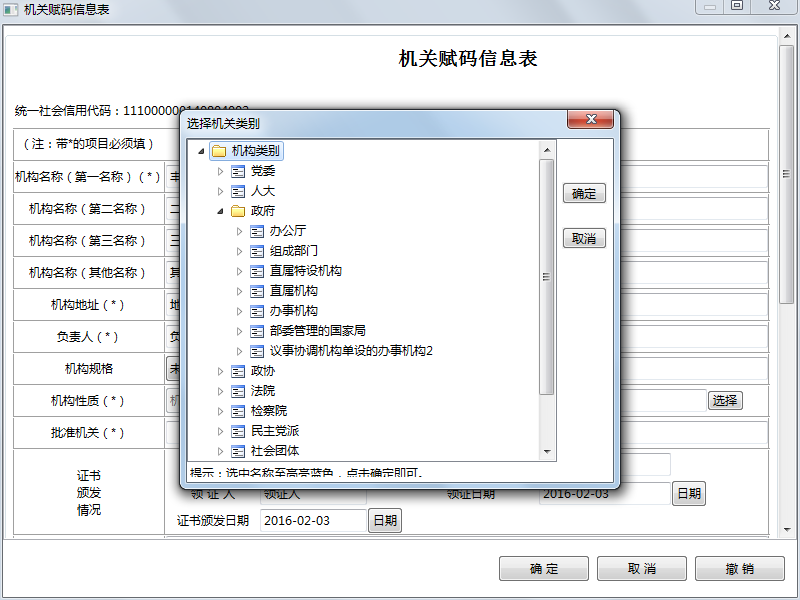 机关赋码信息表
机关赋码信息表
统一社会信用代码：111000000
（注：带*的项目必须填）
机构名称（第一名称）(*)
机构名称（第二名称）
机构名称（第三名称）
机构名称（其他名称）
机构地址(*)
负责人(*)
机构规格
机构性质(*)
选择
批准机关(*)
证书
颁发
情况
领 证 人
领证人
领证日期
2016-02-03
日期
证书颁发日期
2016-02-03
日期
确 定
取 消
撤 销
选择机关类别
机构类别
党委
人大
政府
办公厅
组成部门
直属特设机构
直属机构
办事机构
部委管理的国家局
议事协调机构单设的办事机构2
政协
法院
检察院
民主党派
社会团体
确定
取消
提示：选中名称至高亮蓝色，点击确定即可。